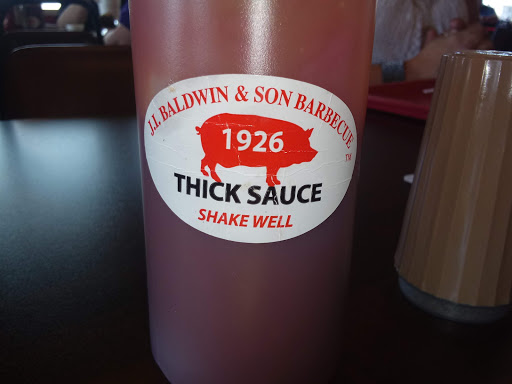 J.L. BALDWIN & SON BARBECUE
TM
1926
THICK SAUCE
SHAKE WELL